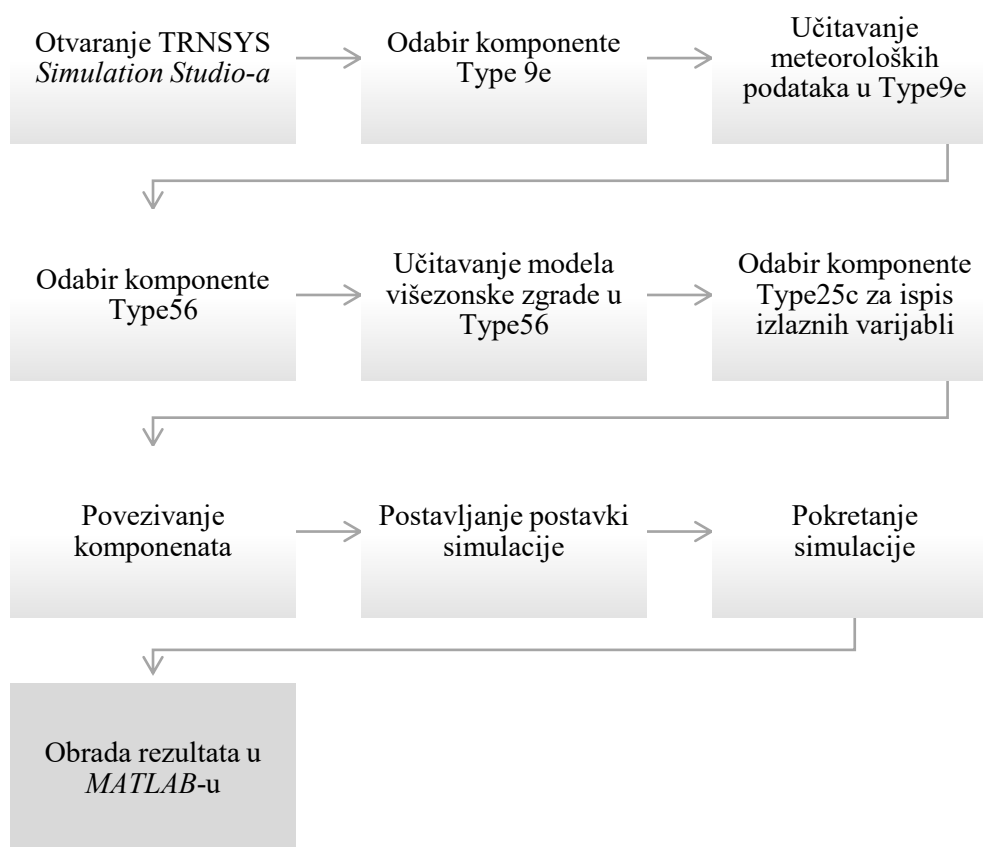 Otvaranje TRNSYS
Simulation Studio-a
Odabir komponente
Type 9e
Učitavanje
meteoroloških
podataka u Type9e
Odabir komponente
Type56
Učitavanje modela
višezonske zgrade u
Type56
Odabir komponente
Type25c za ispis
izlaznih varijabli
Povezivanje
komponenata
Postavljanje postavki
simulacije
Pokretanje
simulacije
Obrada rezultata u
MATLAB-u